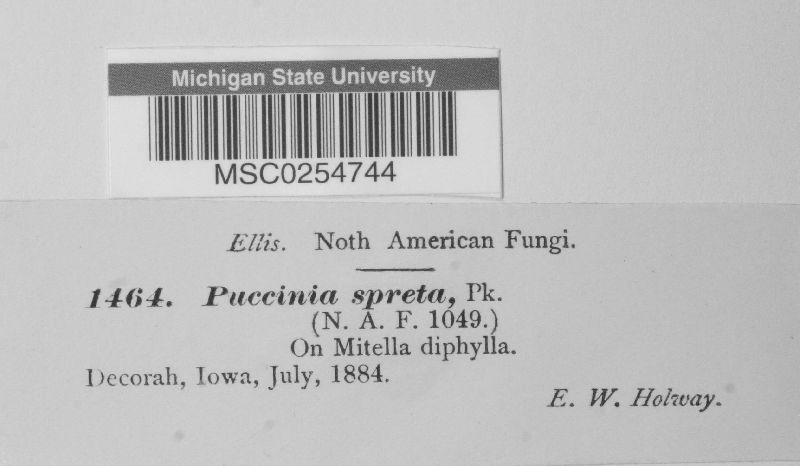 Michigan State University
MSC0254744
Ellis. Noth American Fungi.
1464. Puccinia spreta, Pk.
(N. A. F. 1049.)
On Mitella diphylla.
Decorah, Iowa, July, 1884.
E. W. Holway.